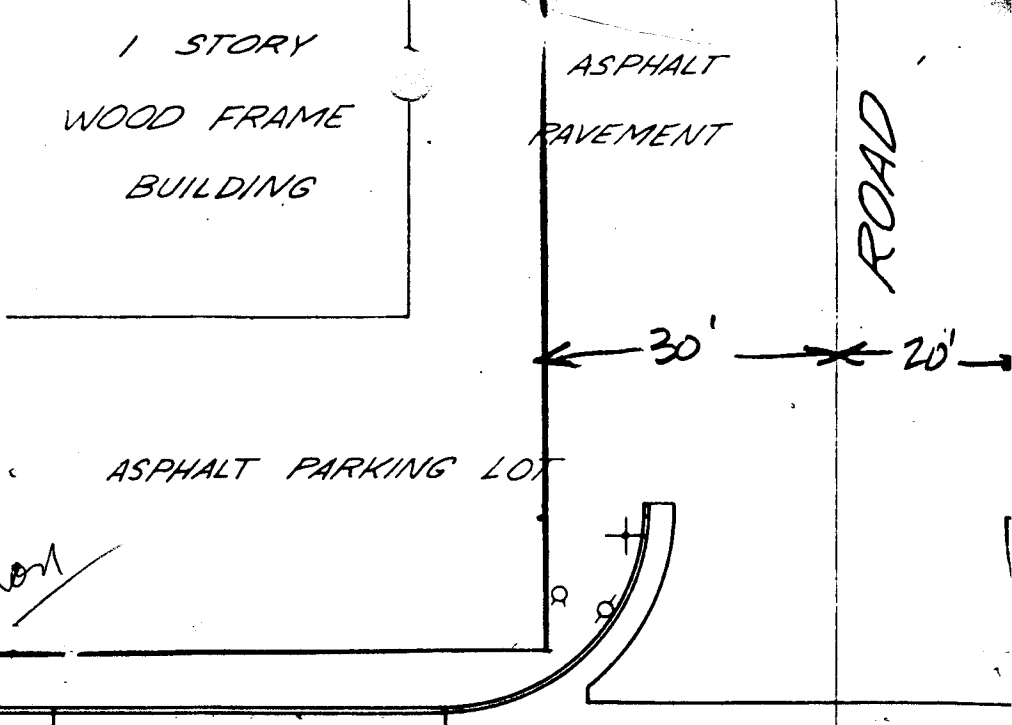 1 STORY
WOOD FRAME
BUILDING
ASPHALT
PAVEMENT
ROAD
30'
20'
ASPHALT PARKING LOT